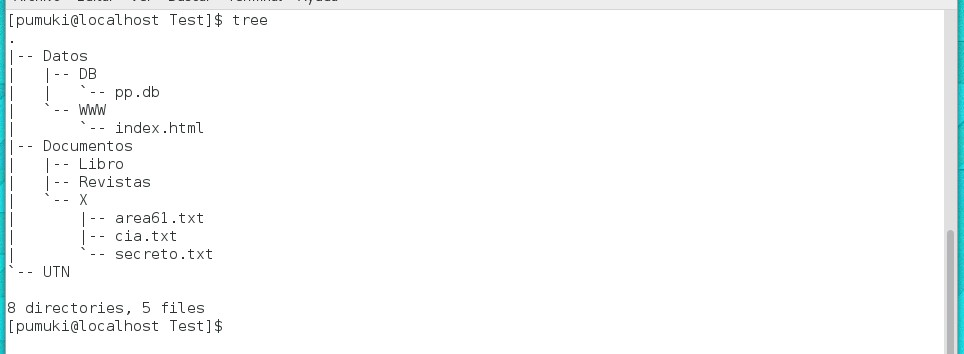 [pumuki@localhost Test]$ tree
.
|-- Datos
|   |-- DB
|   |   `-- pp.db
|   `-- WWW
|       `-- index.html
|-- Documentos
|   |-- Libro
|   |-- Revistas
|   `-- X
|       |-- area61.txt
|       |-- cia.txt
|       `-- secreto.txt
`-- UTN

8 directories, 5 files
[pumuki@localhost Test]$